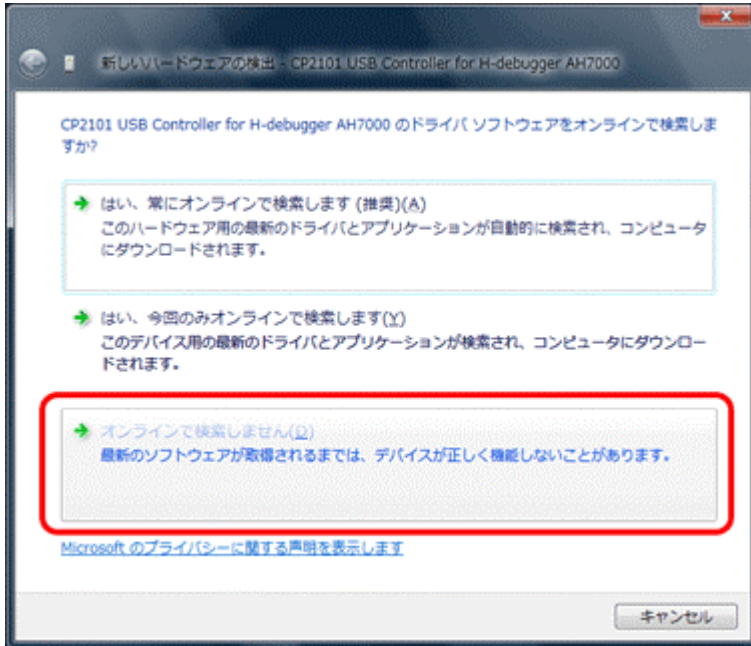 新しいハードウェアの検出 - CP2101 USB Controller for H-debugger AH7000
CP2101 USB Controller for H-debugger AH7000 のドライバ ソフトウェアをオンラインで検索しま
すか?
はい、常にオンラインで検索します (推奨)(A)
このハードウェア用の最新のドライバとアプリケーションが自動的に検索され、コンピュータ
にダウンロードされます。
はい、今回のみオンラインで検索します(Y)
このデバイス用の最新のドライバとアプリケーションが検索され、コンピュータにダウンロー
ドされます。
オンラインで検索しません(D)
最新のソフトウェアが取得されるまでは、デバイスが正しく機能しないことがあります。
Microsoft のプライバシーに関する声明を表示します
キャンセル